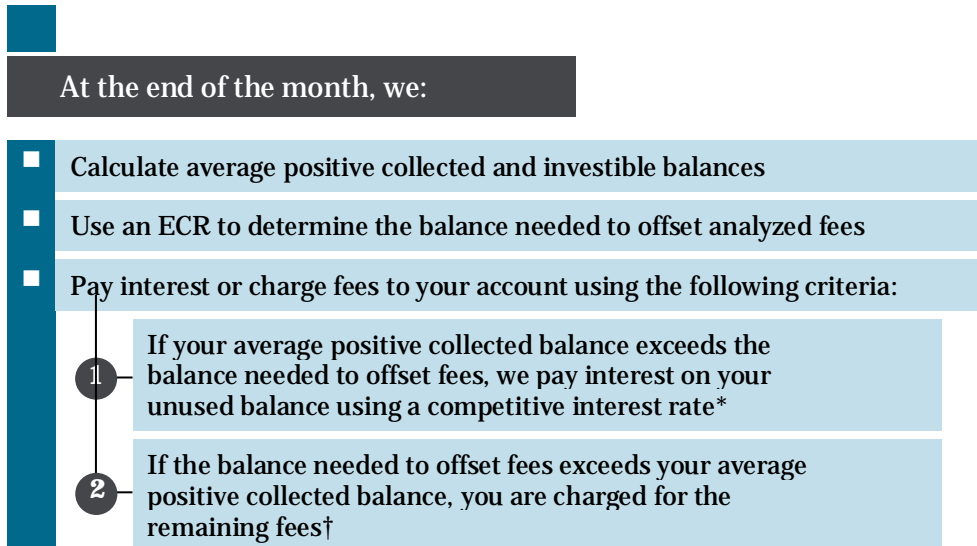 At the end of the month, we:
Calculate average positive collected and investible balances
Use an ECR to determine the balance needed to offset analyzed fees
Pay interest or charge fees to your account using the following criteria:
1
If your average positive collected balance exceeds the
balance needed to offset fees, we pay interest on your
unused balance using a competitive interest rate*
2
If the balance needed to offset fees exceeds your average
positive collected balance, you are charged for the
remaining fees†